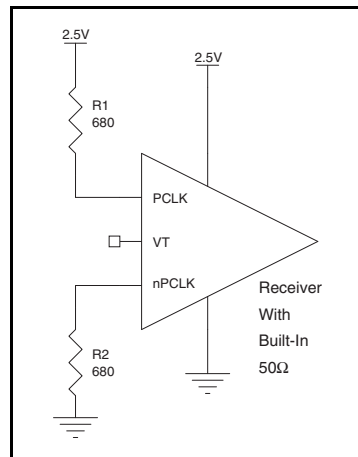 2.5V
2.5V
R1
680
PCLK
VT
nPCLK
Receiver
With
Built-In
50Ω
R2
680